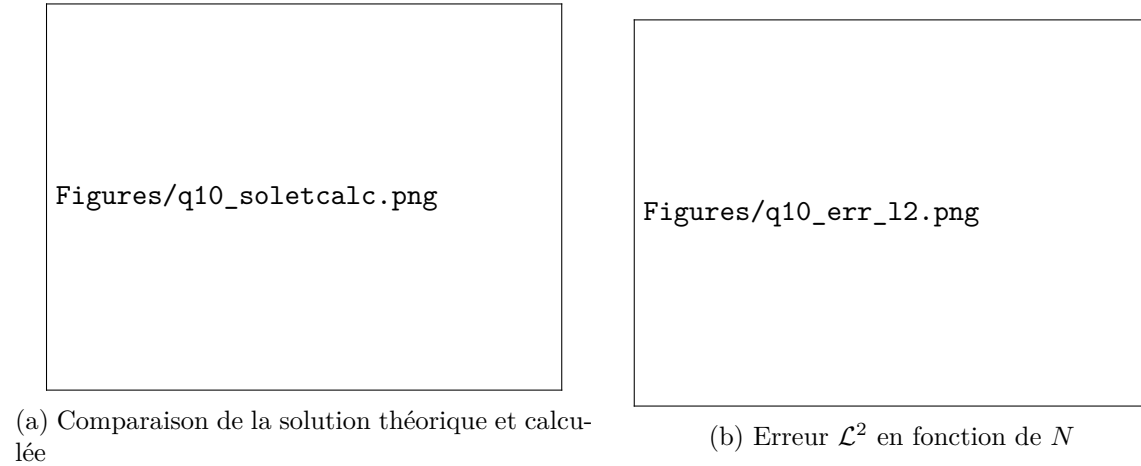 Figures/q10_soletcalc.png
Figures/q10_err_l2.png
(a) Comparaison de la solution théorique et calcu-
lée
(b) Erreur 𝓛² en fonction de N